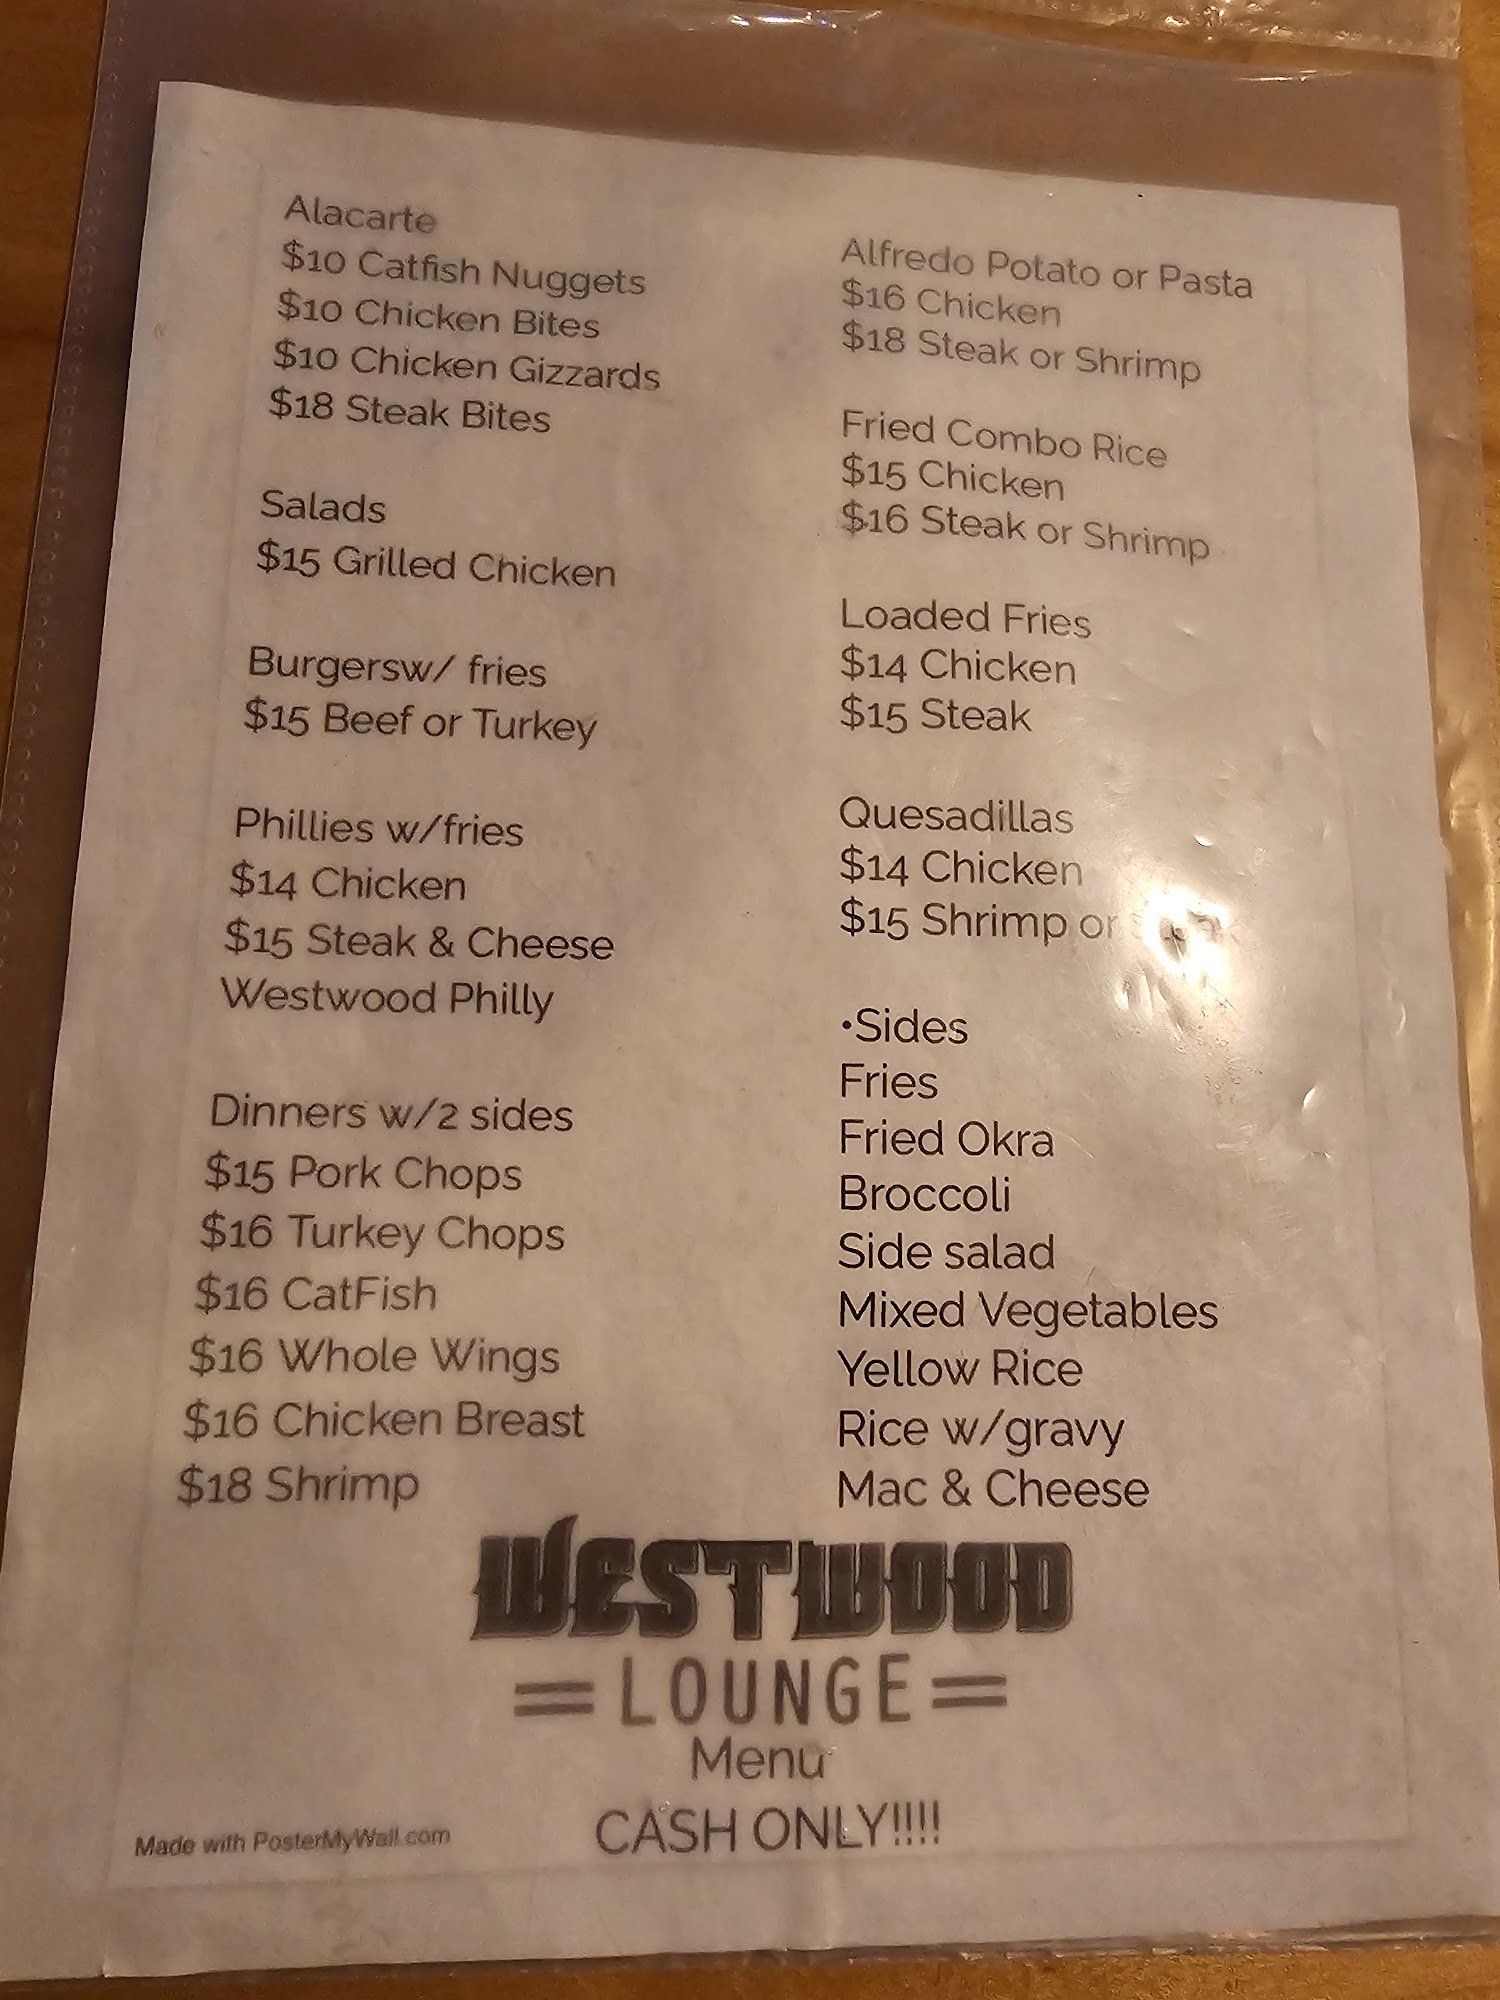 Alacarte
$10 Catfish Nuggets
$10 Chicken Bites
$10 Chicken Gizzards
$18 Steak Bites
Salads
$15 Grilled Chicken
Burgersw/ fries
$15 Beef or Turkey
Phillies w/fries
$14 Chicken
$15 Steak & Cheese
Westwood Philly
Dinners w/2 sides
$15 Pork Chops
$16 Turkey Chops
$16 CatFish
$16 Whole Wings
$16 Chicken Breast
$18 Shrimp
Alfredo Potato or Pasta
$16 Chicken
$18 Steak or Shrimp
Fried Combo Rice
$15 Chicken
$16 Steak or Shrimp
Loaded Fries
$14 Chicken
$15 Steak
Quesadillas
$14 Chicken
$15 Shrimp or
•Sides
Fries
Fried Okra
Broccoli
Side salad
Mixed Vegetables
Yellow Rice
Rice w/gravy
Mac & Cheese
WESTWOOD
LOUNGE
Menu
CASH ONLY!!!!
Made with PosterMyWall.com